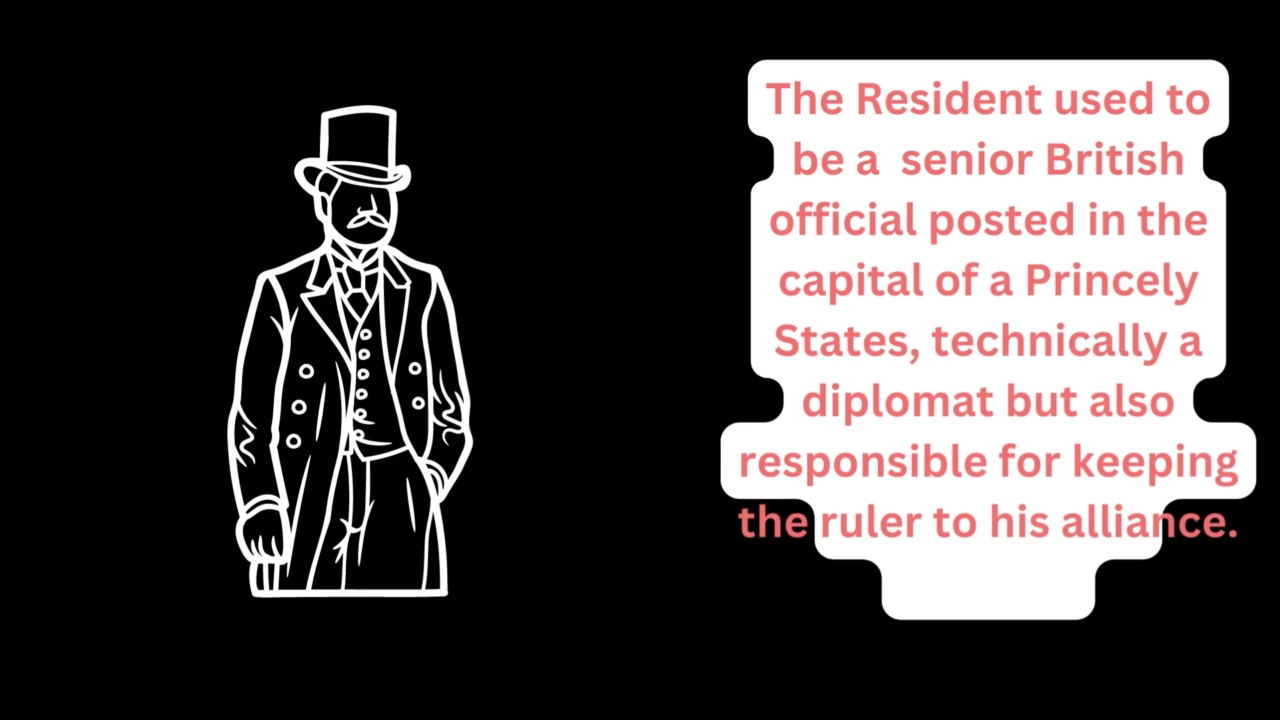 The Resident used to
be a  senior British
official posted in the
capital of a Princely
States, technically a
diplomat but also
responsible for keeping
the ruler to his alliance.